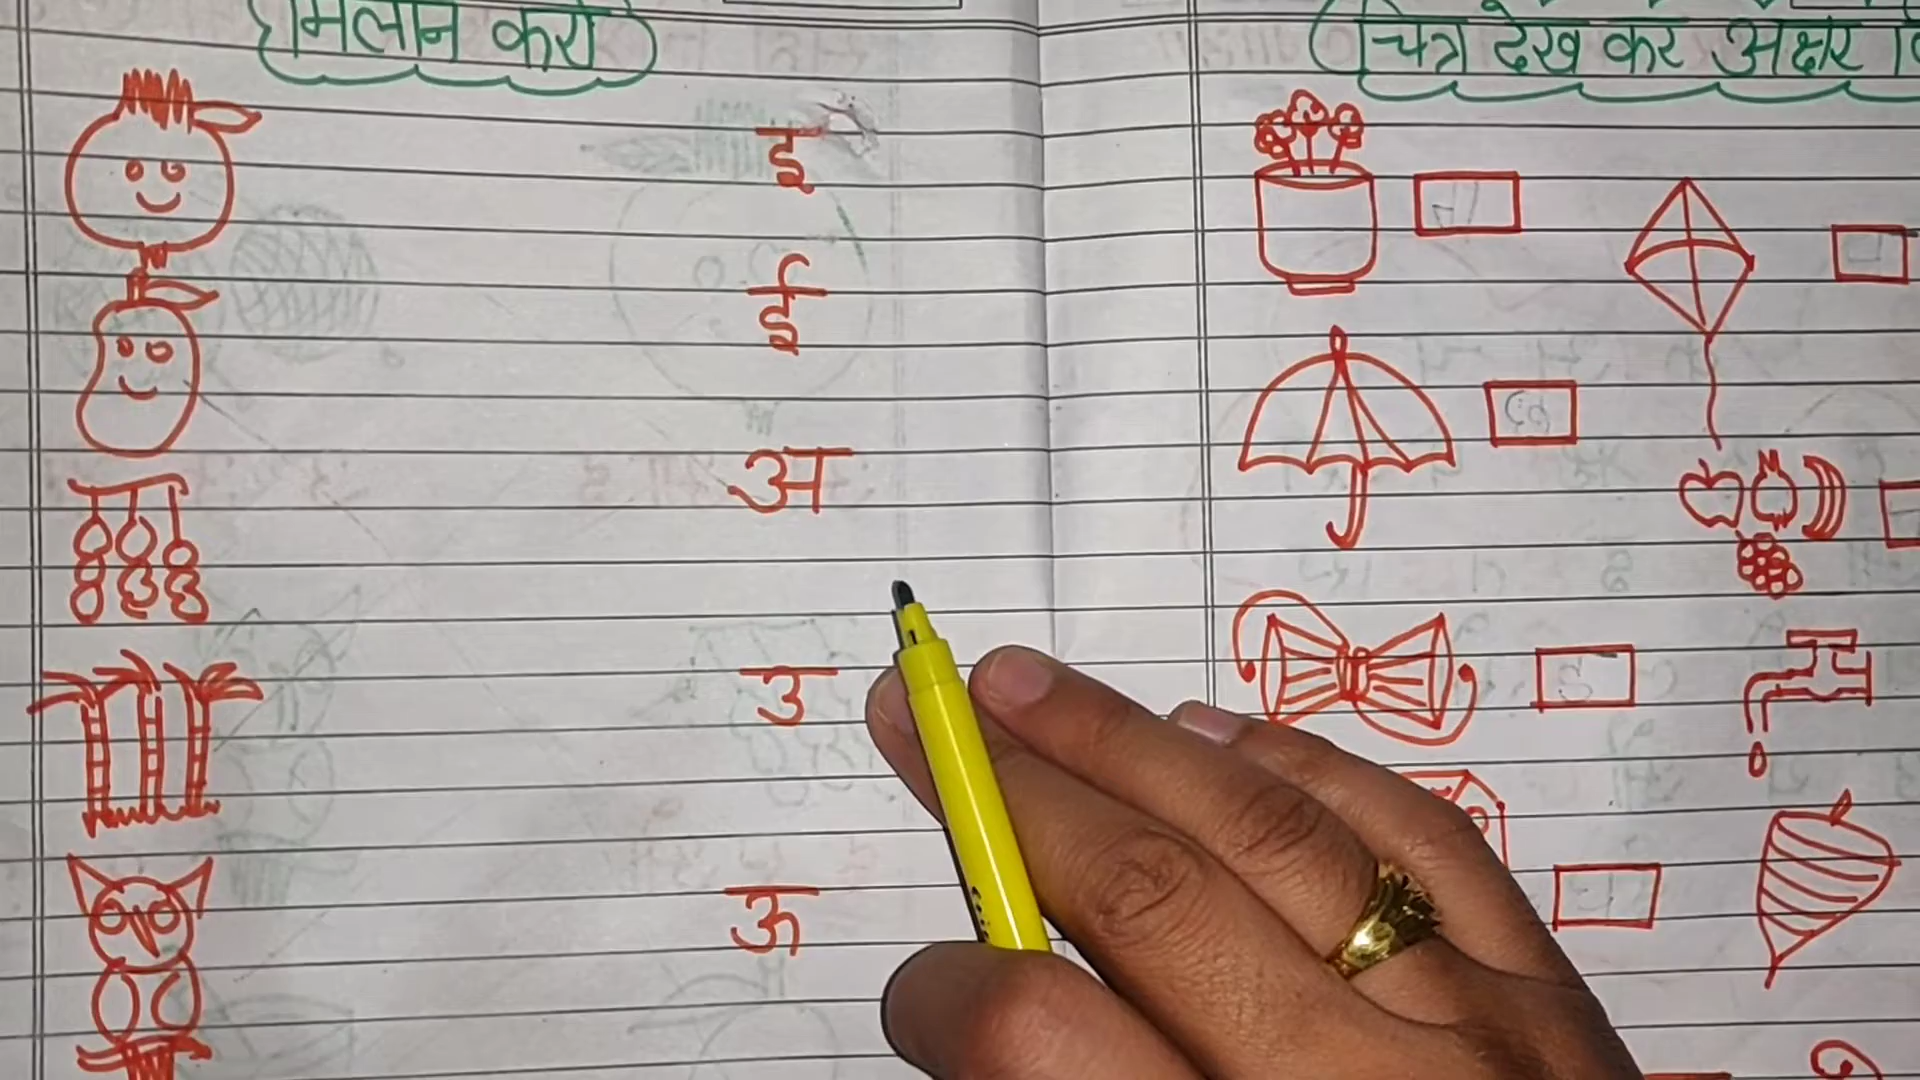 मिलान करो
इ
ई
अ
उ
ऊ
चित्र देख कर अक्षर